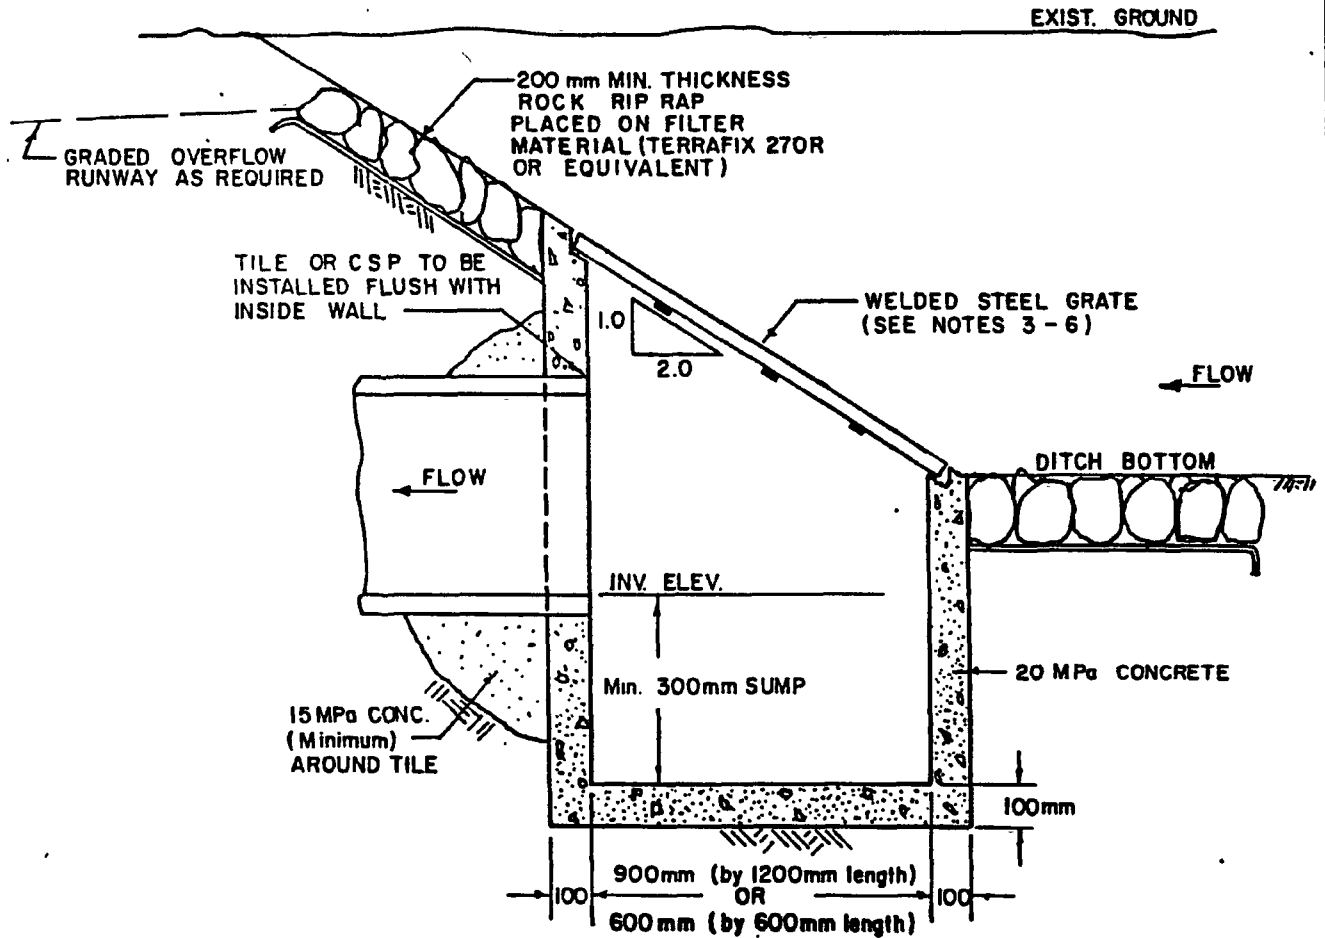 EXIST. GROUND
200 mm MIN. THICKNESS
ROCK RIP RAP
PLACED ON FILTER
MATERIAL (TERRAFIX 270R
OR EQUIVALENT)
GRADED OVERFLOW
RUNWAY AS REQUIRED
TILE OR CSP TO BE
INSTALLED FLUSH WITH
INSIDE WALL
1.0
2.0
WELDED STEEL GRATE
(SEE NOTES 3-6)
FLOW
DITCH BOTTOM
FLOW
INV. ELEV.
Min. 300mm SUMP
20 MPa CONCRETE
15 MPa CONC.
(Minimum)
AROUND TILE
100mm
900mm (by 1200mm length)
100 OR 100
600mm (by 600mm length)